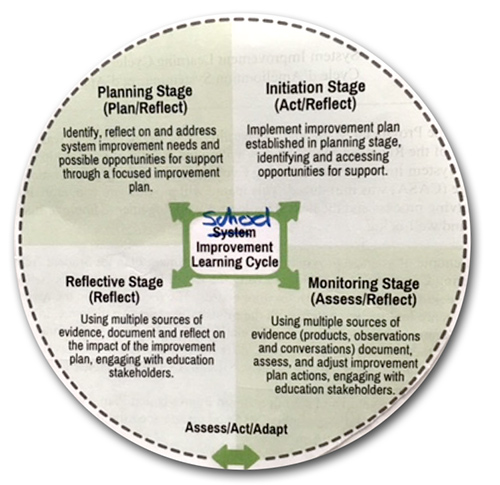 Planning Stage
(Plan/Reflect)
Identify, reflect on and address
system improvement needs and
possible opportunities for support
through a focused improvement
plan.
Initiation Stage
(Act/Reflect)
Implement improvement plan
established in planning stage,
identifying and accessing
opportunities for support.
School
System
Improvement
Learning Cycle
Reflective Stage
(Reflect)
Using multiple sources of
evidence, document and reflect on
the impact of the improvement
plan, engaging with education
stakeholders.
Monitoring Stage
(Assess/Reflect)
Using multiple sources of
evidence (products, observations
and conversations) document,
assess, and adjust improvement
plan actions, engaging with
education stakeholders.
Assess/Act/Adapt